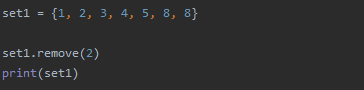 set1 = {1, 2, 3, 4, 5, 8, 8}
set1.remove(2)
print(set1)